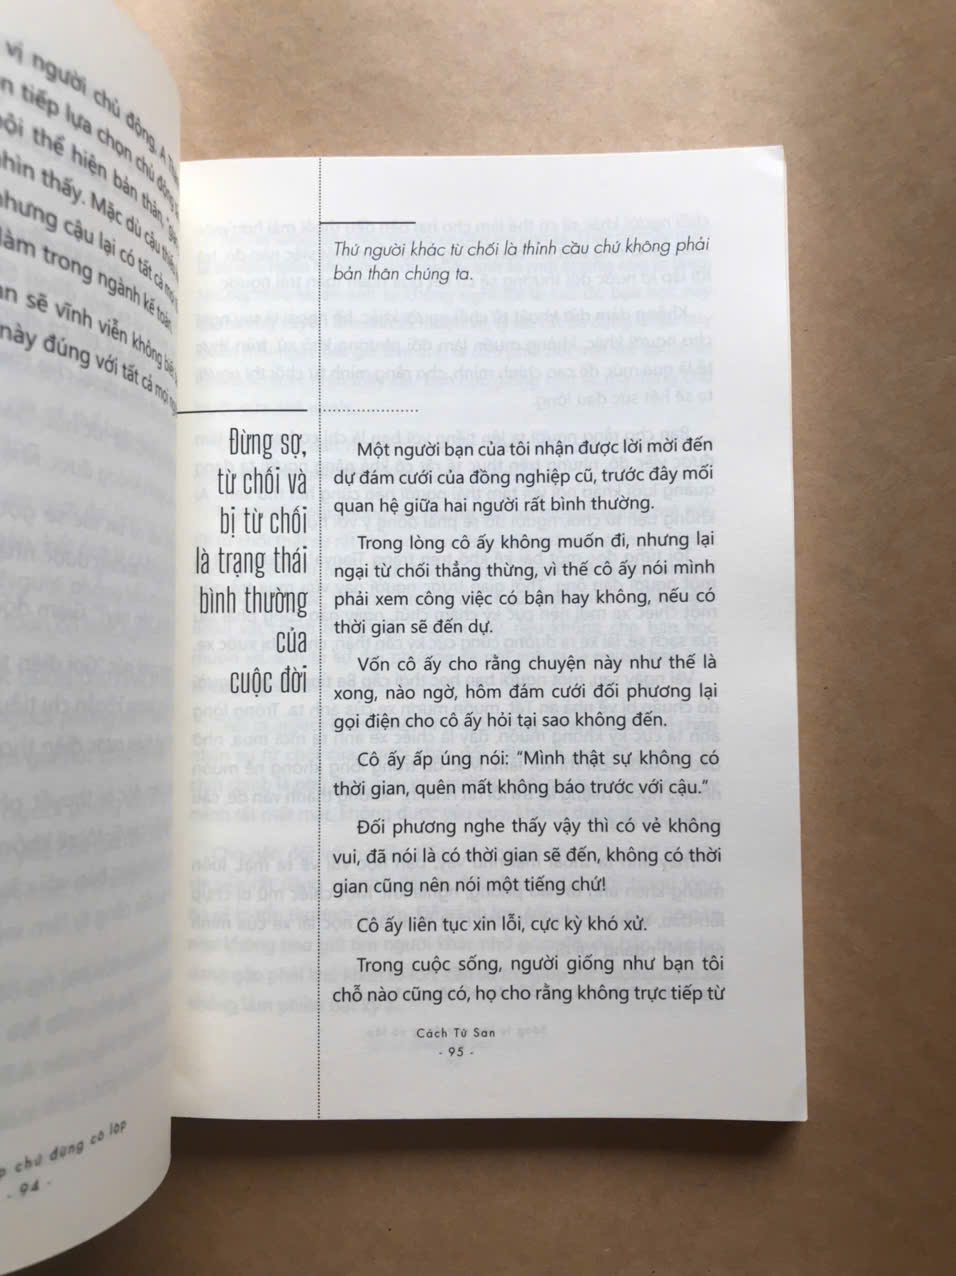 vị người chủ động. A
tiếp lựa chọn chủ động
thể hiện bản thân.
nhìn thấy. Mặc dù cậu
nhưng cậu lại có tất cả
làm trong ngành kế toán
sẽ vĩnh viễn không
này đúng với tất cả mọi
chứ đừng cô lập
- 94 -
Thứ người khác từ chối là thỉnh cầu chứ không phải
bản thân chúng ta.
Đừng sợ,
từ chối và
bị từ chối
là trạng thái
bình thường
của
cuộc đời
Một người bạn của tôi nhận được lời mời đến
dự đám cưới của đồng nghiệp cũ, trước đây mối
quan hệ giữa hai người rất bình thường.
Trong lòng cô ấy không muốn đi, nhưng lại
ngại từ chối thẳng thừng, vì thế cô ấy nói mình
phải xem công việc có bận hay không, nếu có
thời gian sẽ đến dự.
Vốn cô ấy cho rằng chuyện này như thế là
xong, nào ngờ, hôm đám cưới đối phương lại
gọi điện cho cô ấy hỏi tại sao không đến.
Cô ấy ấp úng nói: “Mình thật sự không có
thời gian, quên mất không báo trước với cậu.”
Đối phương nghe thấy vậy thì có vẻ không
vui, đã nói là có thời gian sẽ đến, không có thời
gian cũng nên nói một tiếng chứ!
Cô ấy liên tục xin lỗi, cực kỳ khó xử.
Trong cuộc sống, người giống như bạn tôi
chỗ nào cũng có, họ cho rằng không trực tiếp từ
Cách Tử San
- 95 -